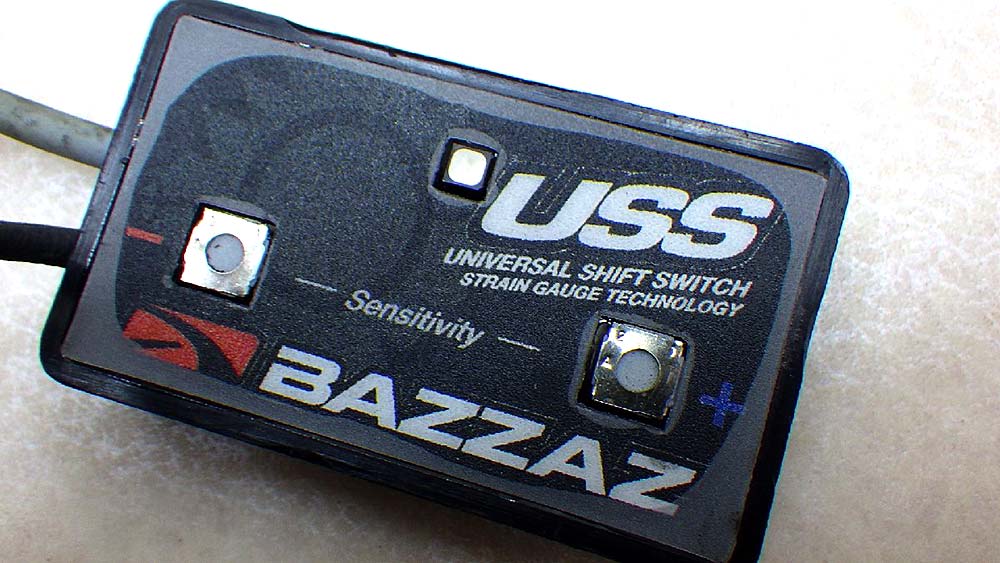 USS
UNIVERSAL SHIFT SWITCH
STRAIN GAUGE TECHNOLOGY
— Sensitivity —
- +
BAZZAZ